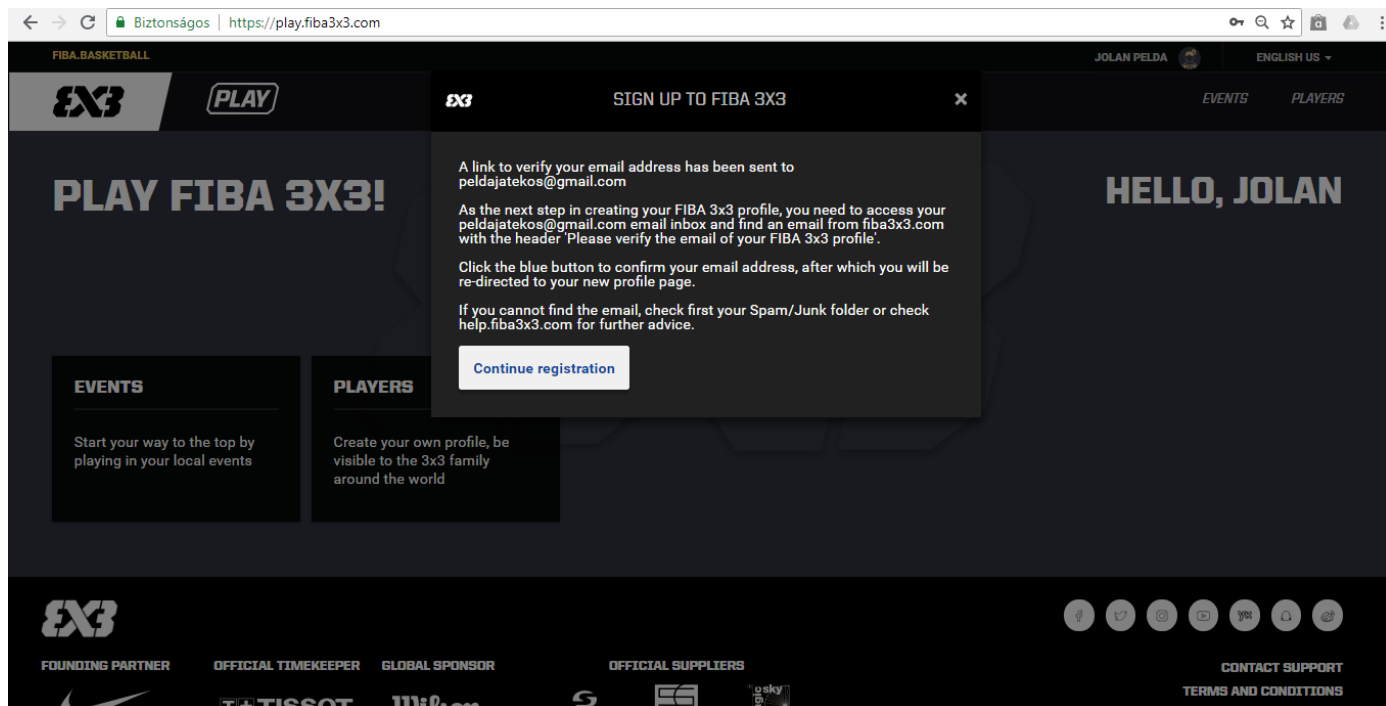 Biztonságos | https://play.fiba3x3.com
FIBA.BASKETBALL
JOLAN PELDA
ENGLISH US
3X3
PLAY
3X3
SIGN UP TO FIBA 3X3
EVENTS
PLAYERS
PLAY FIBA 3X3!
HELLO, JOLAN
A link to verify your email address has been sent to
peldajatekos@gmail.com
As the next step in creating your FIBA 3x3 profile, you need to access your
peldajatekos@gmail.com email inbox and find an email from fiba3x3.com
with the header 'Please verify the email of your FIBA 3x3 profile'.
Click the blue button to confirm your email address, after which you will be
re-directed to your new profile page.
If you cannot find the email, check first your Spam/Junk folder or check
help.fiba3x3.com for further advice.
Continue registration
EVENTS
Start your way to the top by
playing in your local events
PLAYERS
Create your own profile, be
visible to the 3x3 family
around the world
3X3
FOUNDING PARTNER
OFFICIAL TIMEKEEPER
GLOBAL SPONSOR
OFFICIAL SUPPLIERS
CONTACT SUPPORT
TERMS AND CONDITIONS
TISSOT
Wilson